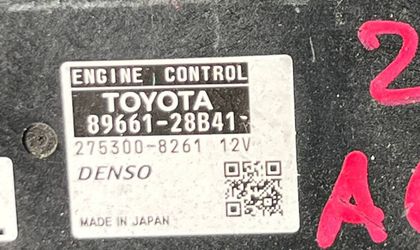 ENGINE CONTROL
TOYOTA
89661-28B41-
275300-8261 12V
DENSO
MADE IN JAPAN
2